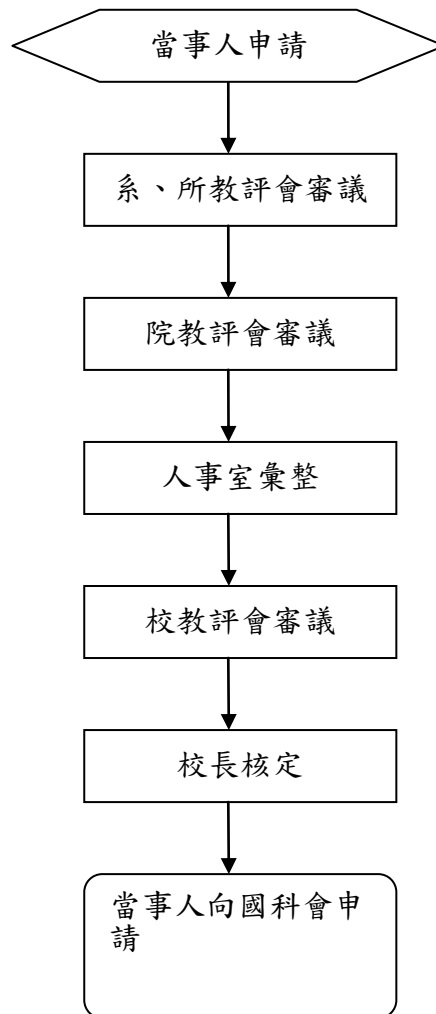 當事人申請
系、所教評會審議
院教評會審議
人事室彙整
校教評會審議
校長核定
當事人向國科會申
請